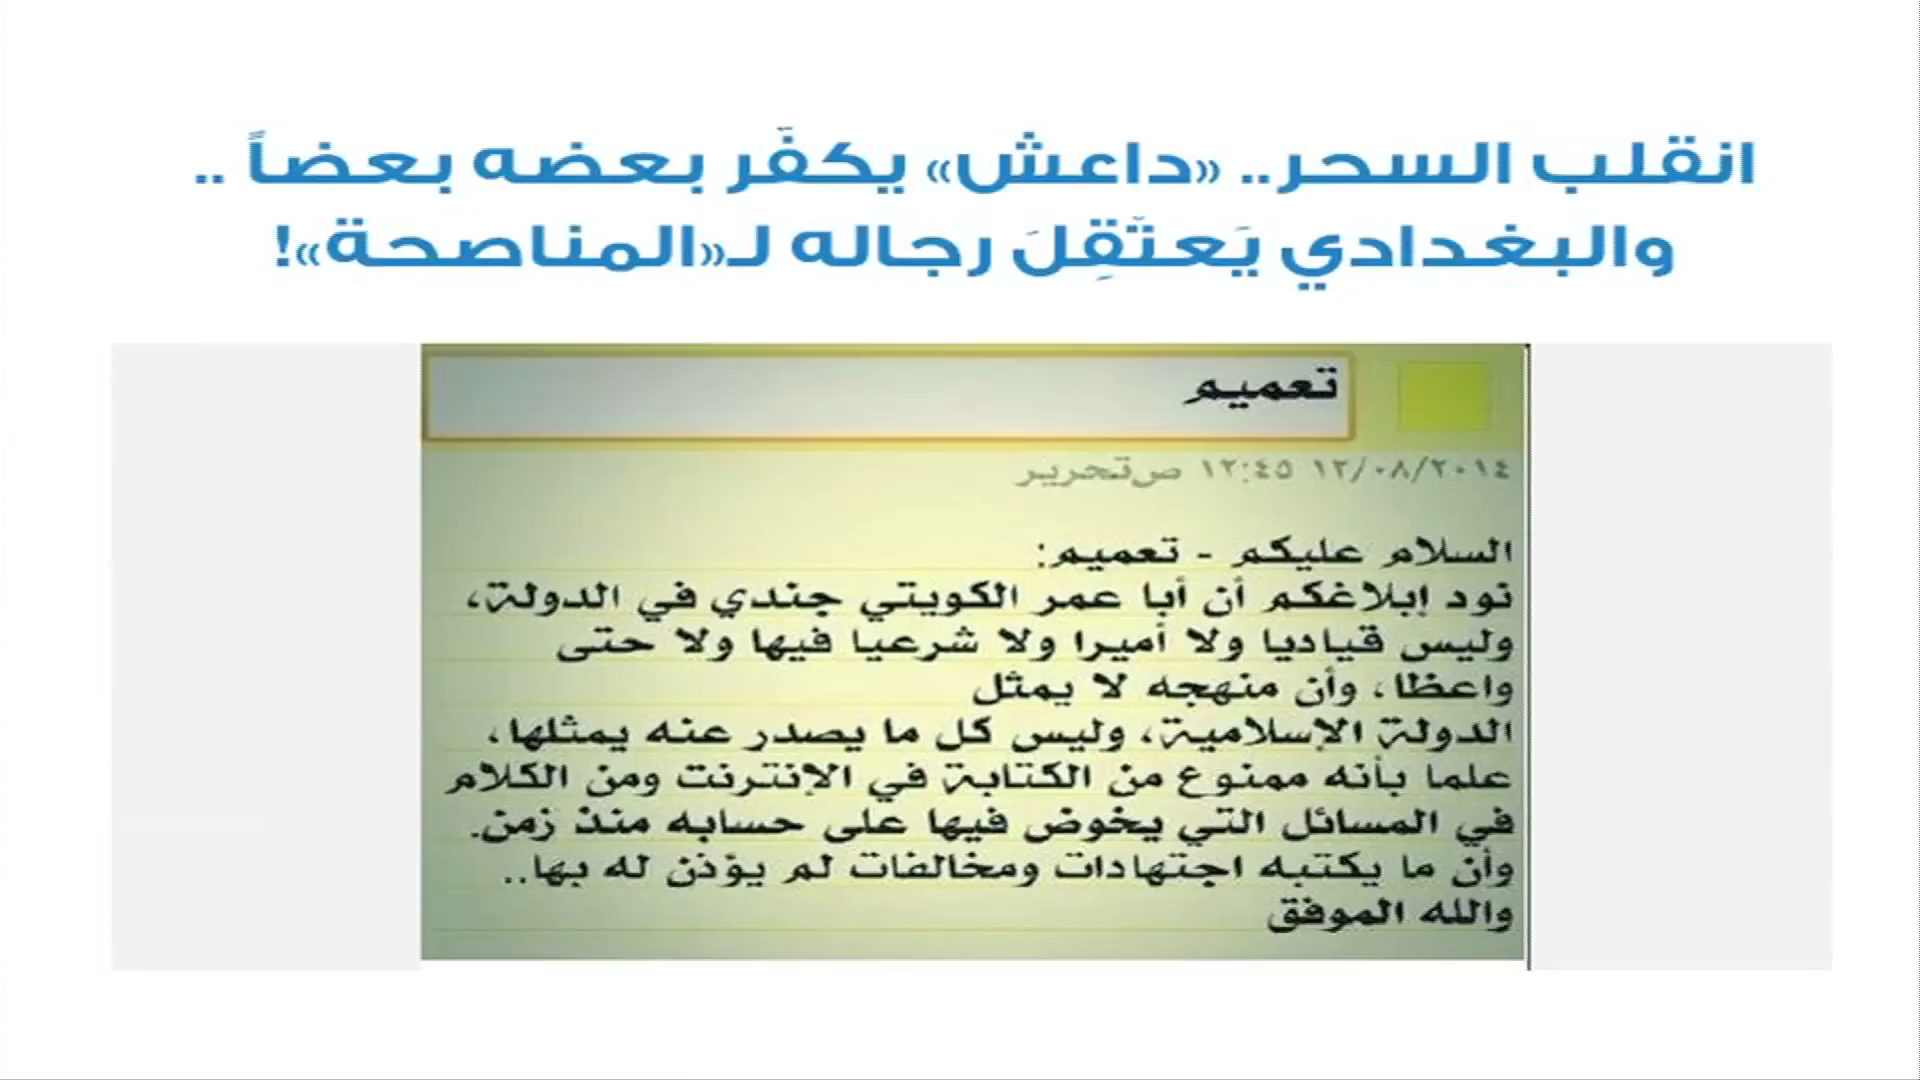 انقلب السحر.. «داعش» يكفّر بعضه بعضاً ..
والبغدادي يَعتّقِلَ رجاله لـ«المناصحة»!
تعميم
١٢/٠٨/٢٠١٤ ١٢:٤٥ ص تحرير
السلام عليكم - تعميم:
نود إبلاغكم أن أبا عمر الكويتي جندي في الدولة،
وليس قياديا ولا أميرا ولا شرعيا فيها ولا حتى
واعظا، وأن منهجه لا يمثل
الدولة الإسلامية، وليس كل ما يصدر عنه يمثلها،
علما بأنه ممنوع من الكتابة في الإنترنت ومن الكلام
في المسائل التي يخوض فيها على حسابه منذ زمن.
وأن ما يكتبه اجتهادات ومخالفات لم يؤذن له بها..
والله الموفق